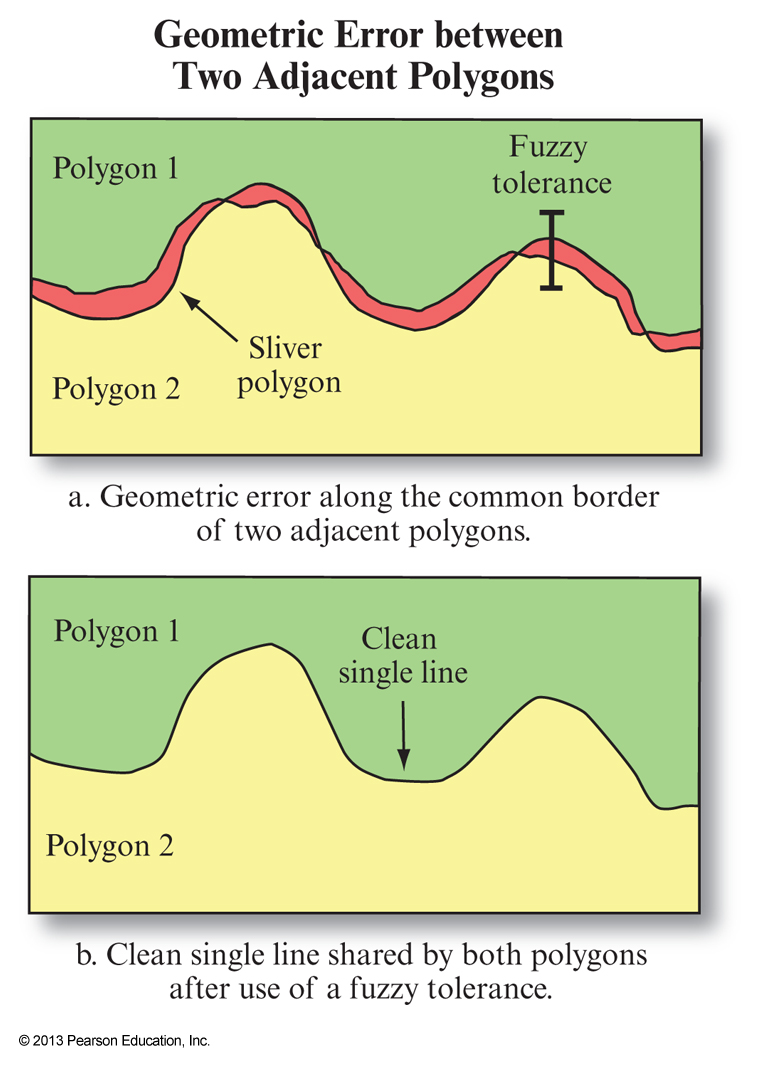 Geometric Error between
Two Adjacent Polygons
Polygon 1
Fuzzy
tolerance
Sliver
polygon
Polygon 2
a. Geometric error along the common border
of two adjacent polygons.
Polygon 1
Clean
single line
Polygon 2
b. Clean single line shared by both polygons
after use of a fuzzy tolerance.
© 2013 Pearson Education, Inc.